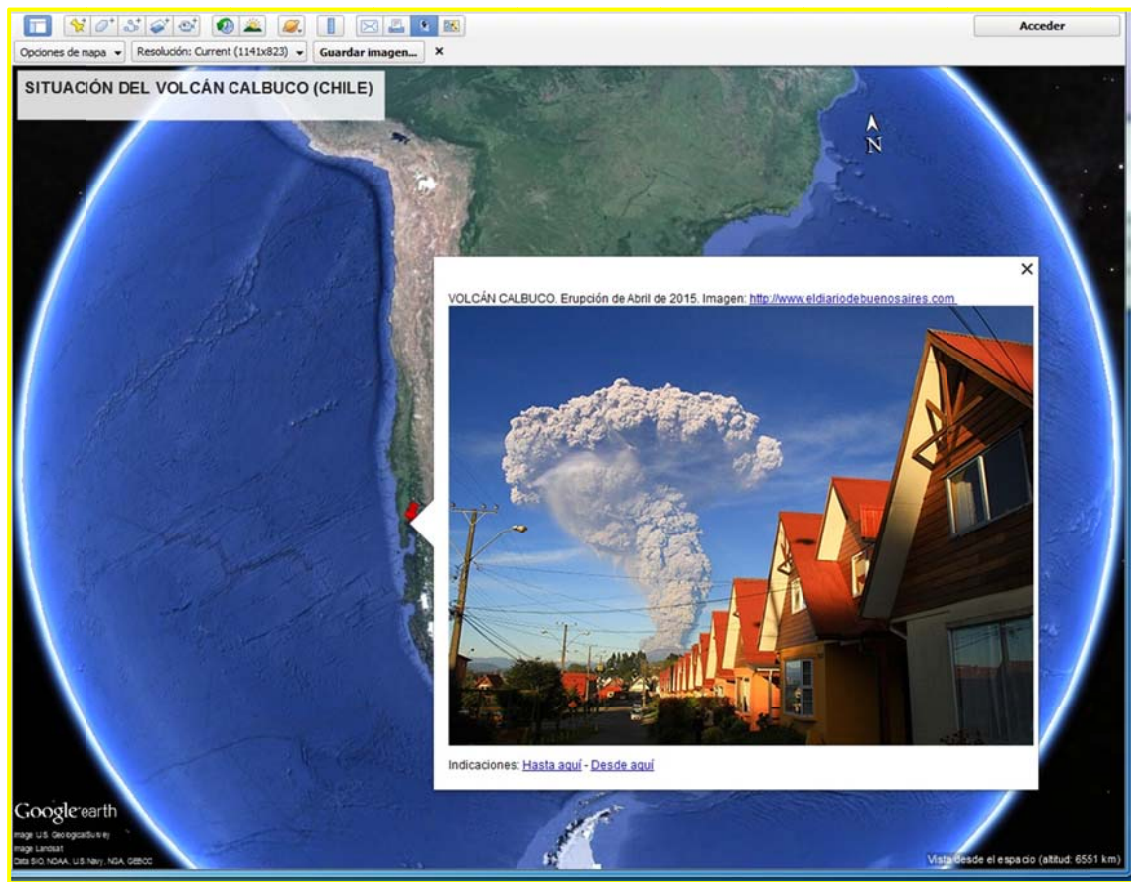 Acceder
Opciones de mapa Resolución: Current (1141x823) Guardar imagen... ×
SITUACIÓN DEL VOLCÁN CALBUCO (CHILE)
N
VOLCÁN CALBUCO. Erupción de Abril de 2015. Imagen: http://www.eldiariodebuenosaires.com
Indicaciones: Hasta aquí - Desde aquí
Google earth
Image U.S. Geological Survey
Image Landsat
Data SIO, NOAA, U.S. Navy, NGA, GEBCO
Vista desde el espacio (altitud: 6551 km)